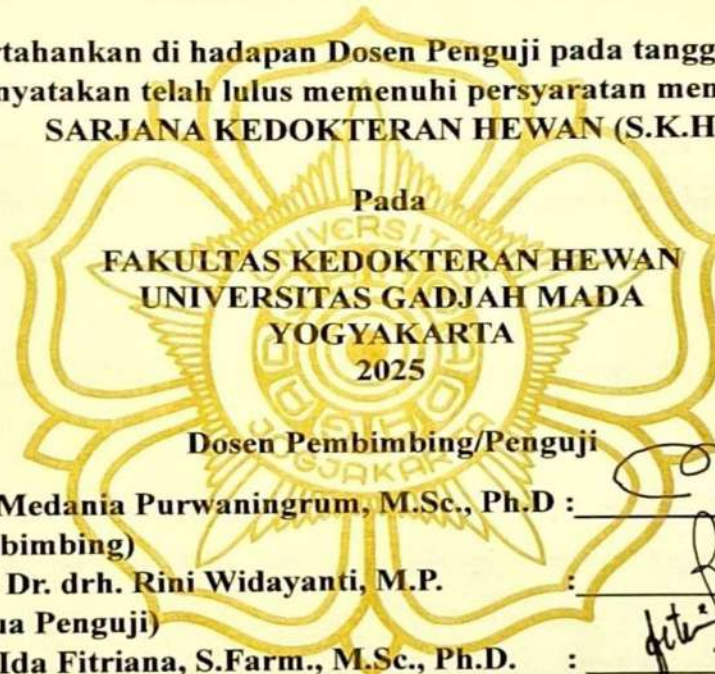 rtahankan di hadapan Dosen Penguji pada tangg
nyatakan telah lulus memenuhi persyaratan men
SARJANA KEDOKTERAN HEWAN (S.K.H
Pada
FAKULTAS KEDOKTERAN HEWAN
UNIVERSITAS GADJAH MADA
YOGYAKARTA
2025
Dosen Pembimbing/Penguji
Medania Purwaningrum, M.Sc., Ph.D :
bimbing)
Dr. drh. Rini Widayanti, M.P. :
ua Penguji)
Ida Fitriana, S.Farm., M.Sc., Ph.D. :